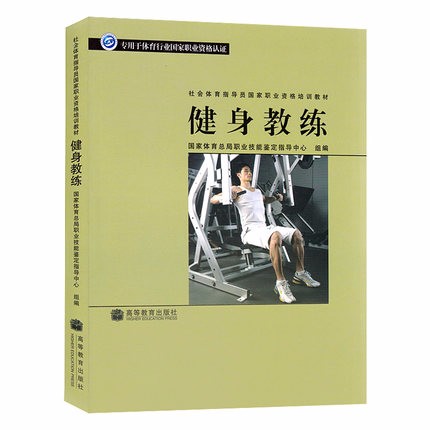 专用于体育行业国家职业资格认证
社会体育指导员国家职业资格培训教材
健身教练
国家体育总局职业技能鉴定指导中心 组编
高等教育出版社
HIGHER EDUCATION PRESS
社会体育指导员国家职业资格培训教材
健身教练
国家体育总局职业技能鉴定指导中心 组编
高等教育出版社